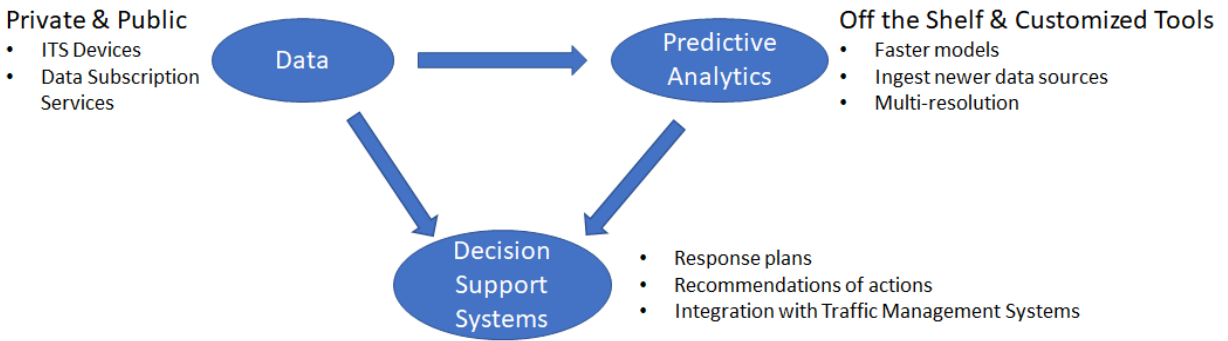 Private & Public
• ITS Devices
• Data Subscription
Services
Data
Predictive
Analytics
Off the Shelf & Customized Tools
• Faster models
• Ingest newer data sources
• Multi-resolution
Decision
Support
Systems
• Response plans
• Recommendations of actions
• Integration with Traffic Management Systems